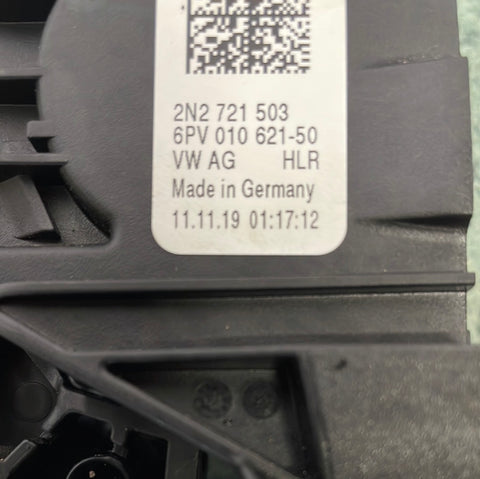 2N2 721 503
6PV 010 621-50
VW AG HLR
Made in Germany
11.11.19 01:17:12